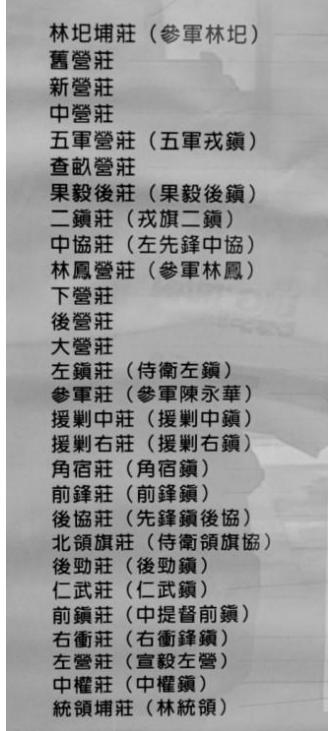 林圯埔莊（參軍林圯）
舊營莊
新營莊
中營莊
五軍營莊（五軍戎鎮）
查畝營莊
果毅後莊（果毅後鎮）
二鎮莊（戎旗二鎮）
中協莊（左先鋒中協）
林鳳營莊（參軍林鳳）
下營莊
後營莊
大營莊
左鎮莊（侍衛左鎮）
參軍莊（參軍陳永華）
援剿中莊（援剿中鎮）
援剿右莊（援剿右鎮）
角宿莊（角宿鎮）
前鋒莊（前鋒鎮）
後協莊（先鋒鎮後協）
北領旗莊（侍衛領旗協）
後勁莊（後勁鎮）
仁武莊（仁武鎮）
前鎮莊（中提督前鎮）
右衝莊（右衝鋒鎮）
左營莊（宣毅左營）
中權莊（中權鎮）
統領埔莊（林統領）